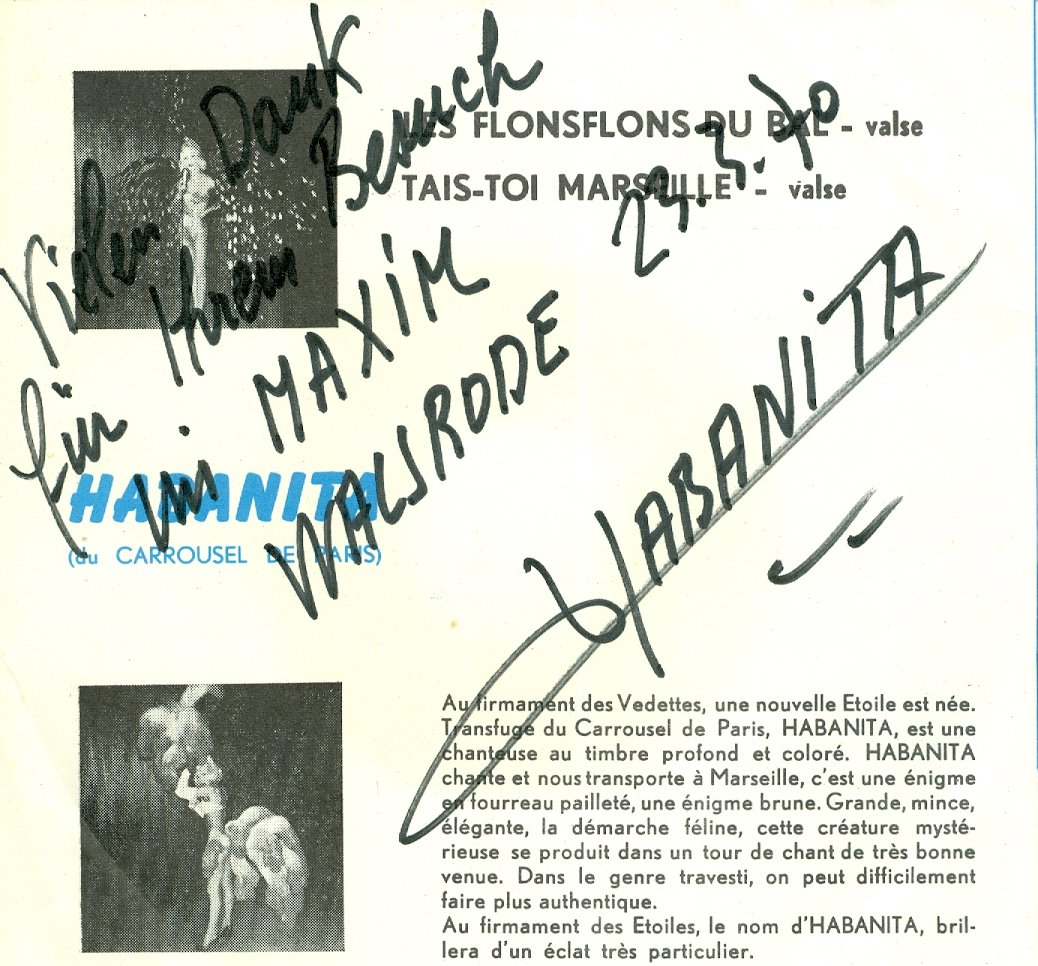 LES FLONSFLONS DU BAL - valse
TAIS-TOI MARSEILLE - valse
Vielen Dank
für Ihrem Besuch
im MAXIM
WALSRODE
23.3.70
HABANITA
HABANITA
(du CARROUSEL DE PARIS)
Au firmament des Vedettes, une nouvelle Etoile est née.
Transfuge du Carrousel de Paris, HABANITA, est une
chanteuse au timbre profond et coloré. HABANITA
chante et nous transporte à Marseille, c'est une énigme
en fourreau pailleté, une énigme brune. Grande, mince,
élégante, la démarche féline, cette créature mysté-
rieuse se produit dans un tour de chant de très bonne
venue. Dans le genre travesti, on peut difficilement
faire plus authentique.
Au firmament des Etoiles, le nom d'HABANITA, bril-
lera d'un éclat très particulier.